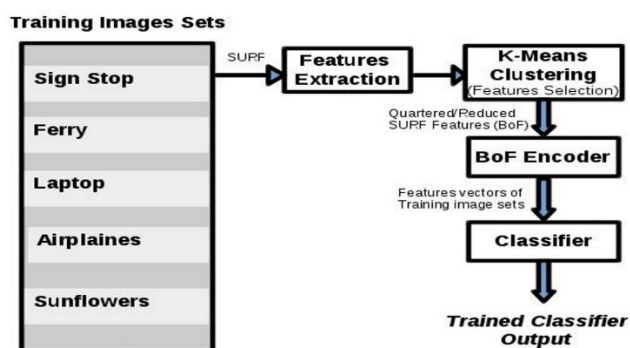 Training Images Sets
Sign Stop
Ferry
Laptop
Airplaines
Sunflowers
SURF
Features
Extraction
K-Means
Clustering
(Features Selection)
Quartered/Reduced
SURF Features (BoF)
BoF Encoder
Features vectors of
Training image sets
Classifier
Trained Classifier
Output